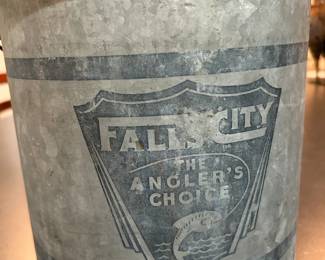 FALLS CITY
THE
ANGLER'S
CHOICE